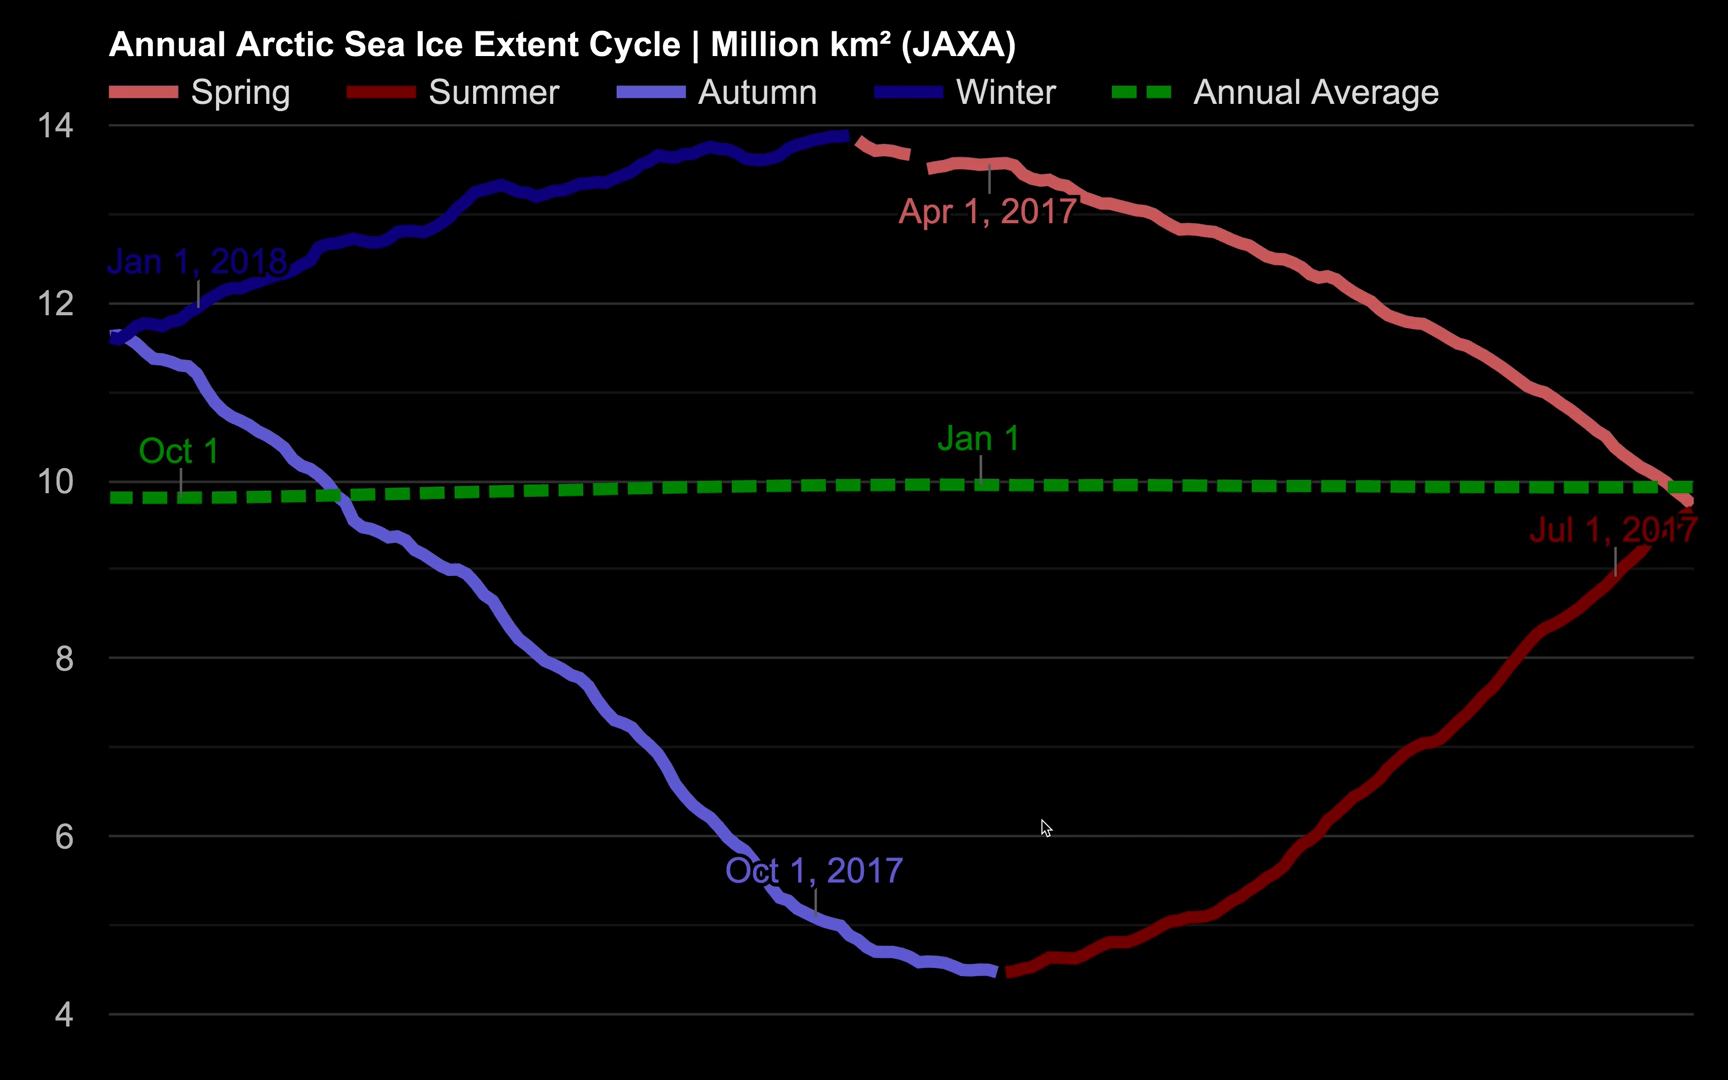 Annual Arctic Sea Ice Extent Cycle | Million km² (JAXA)
Spring Summer Autumn Winter Annual Average
14
Apr 1, 2017
Jan 1, 2018
12
Jan 1
Oct 1
10
Jul 1, 2017
8
6
Oct 1, 2017
4